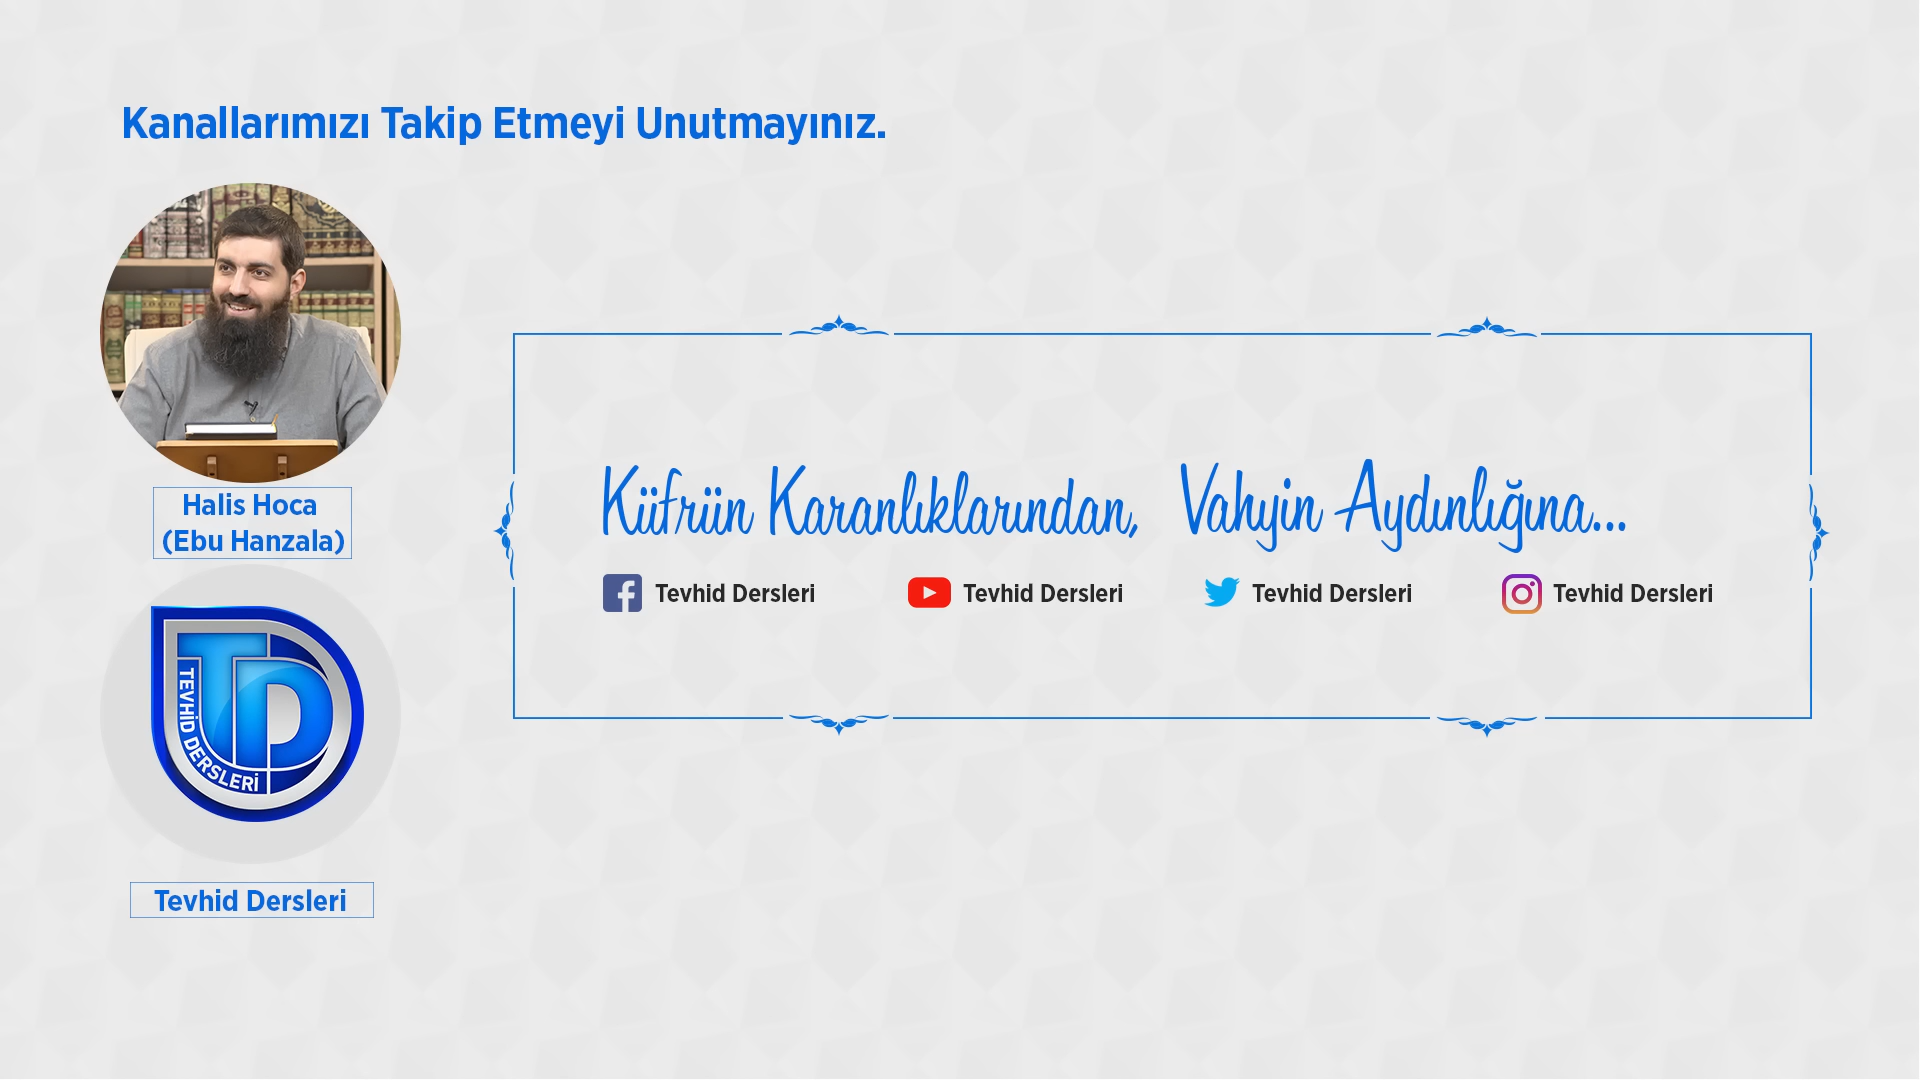 Kanallarımızı Takip Etmeyi Unutmayınız.
Halis Hoca
(Ebu Hanzala)
TD
TEVHİD DERSLERİ
Tevhid Dersleri
Küfrün Karanlıklarından, Vahyin Aydınlığına...
Tevhid Dersleri Tevhid Dersleri Tevhid Dersleri Tevhid Dersleri